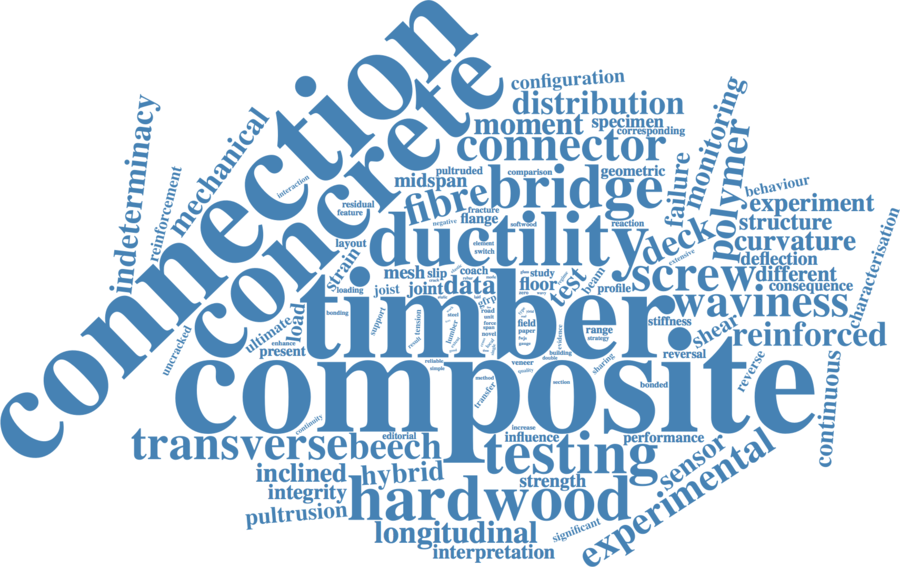 connection
concrete
configuration
distribution
moment
specimen
corresponding
connector
monitoring
indeterminacy
mechanical
reinforcement
interaction
pultruded
comparison
geometric
midspan
fibre
bridge
failure
polymer
behaviour
experiment
residual
feature
negative
fracture
flange
softwood
reaction
structure
ductility
deck
curvature
layout
element
switch
extensive
deflection
characterisation
strain
mesh
slip
coach
study
floor
test
beam
screw
different
consequence
loading
joist
joint
data
gfrp
profile
waviness
timber
bonding
support
tension
result
timber
steel
road
unit
force
span
novel
field
paper
evidence
range
strategy
stiffness
shear
reinforced
load
ultimate
enhance
present
uncracked
reliable
simple
veneer
quality
building
double
sharing
reversal
reverse
continuous
composite
method
transfer
section
bonded
continuity
transverse
beech
editorial
increase
influence
performance
testing
sensor
inclined
hybrid
strength
integrity
hardwood
experimental
pultrusion
longitudinal
significant
interpretation